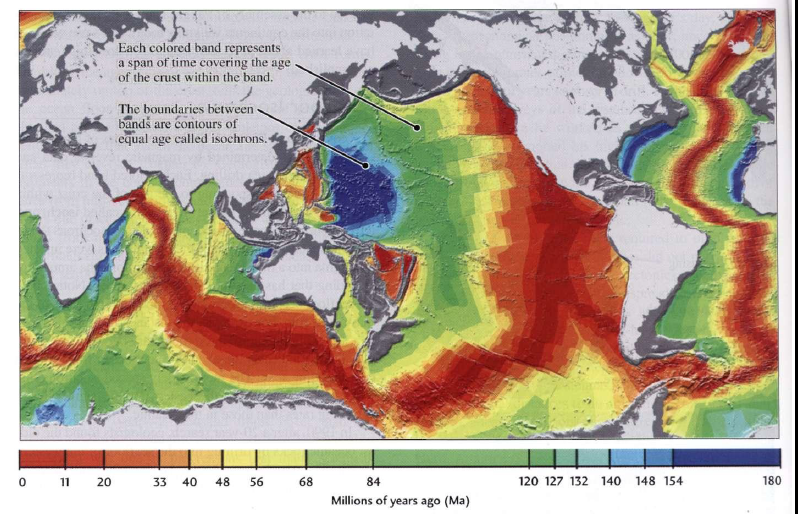 Each colored band represents
a span of time covering the age
of the crust within the band.
The boundaries between
bands are contours of
equal age called isochrons.
0 11 20 33 40 48 56 68 84 120 127 132 140 148 154 180
Millions of years ago (Ma)